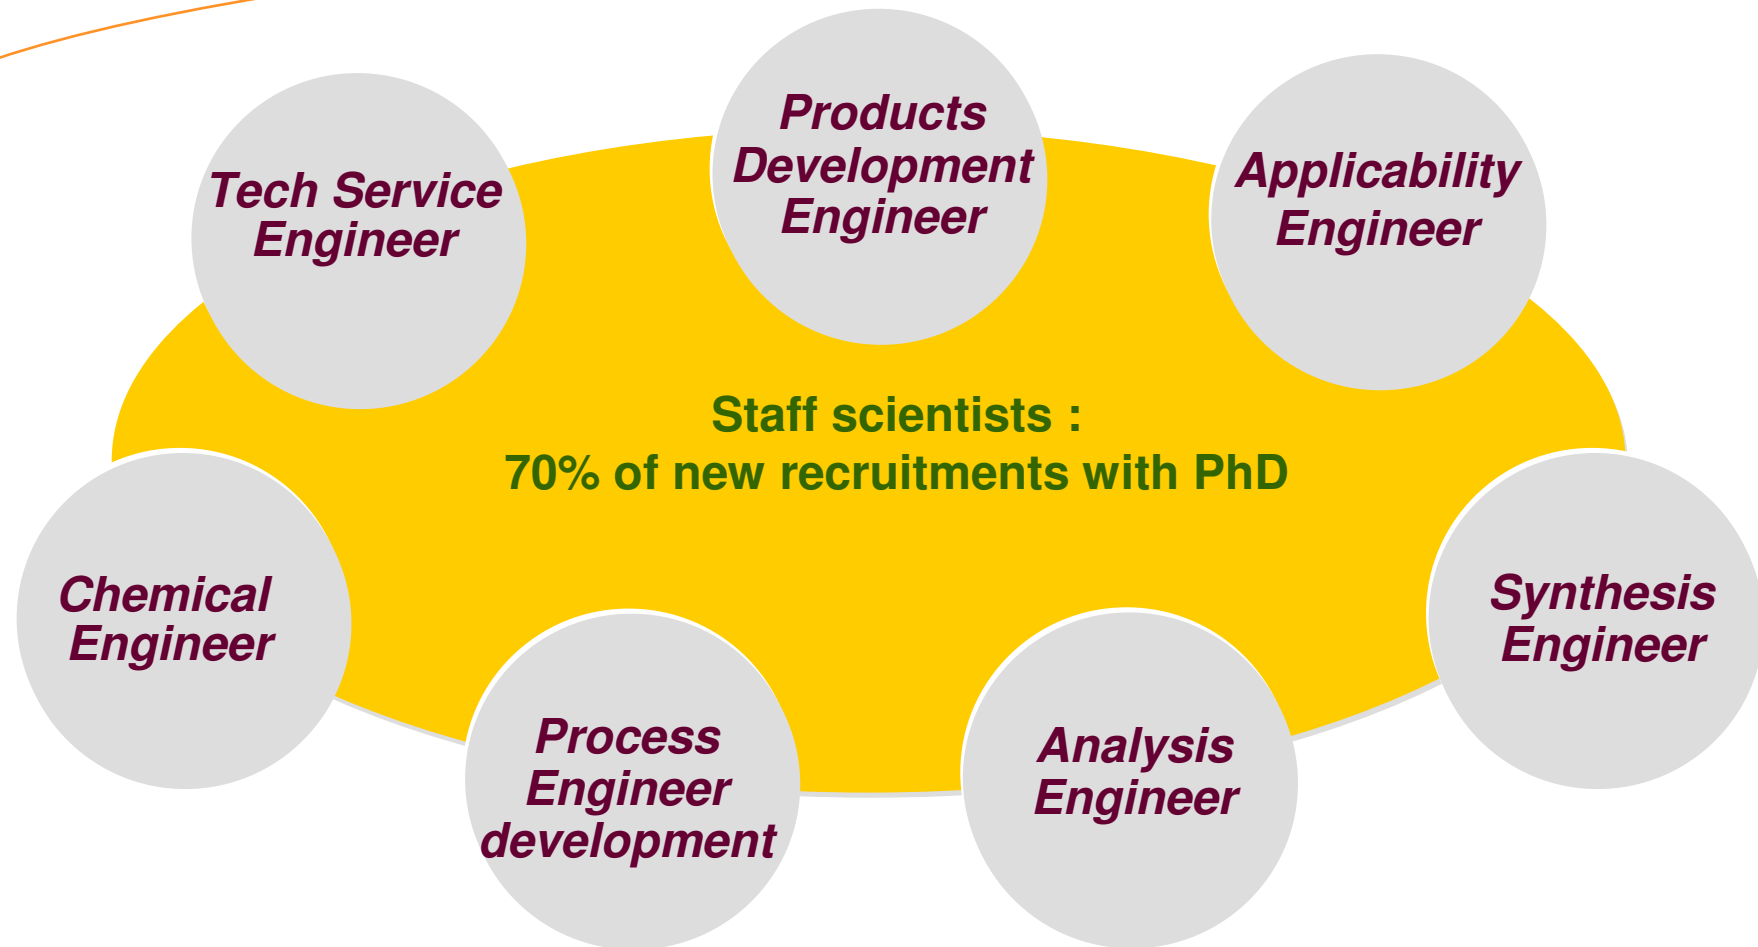 Products
Development
Engineer
Tech Service
Engineer
Applicability
Engineer
Staff scientists :
70% of new recruitments with PhD
Chemical
Engineer
Synthesis
Engineer
Process
Engineer
development
Analysis
Engineer